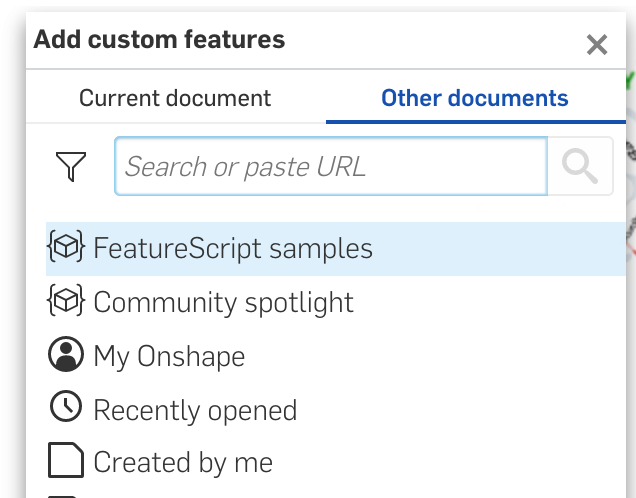 Add custom features
Current document
Other documents
Search or paste URL
FeatureScript samples
Community spotlight
My Onshape
Recently opened
Created by me